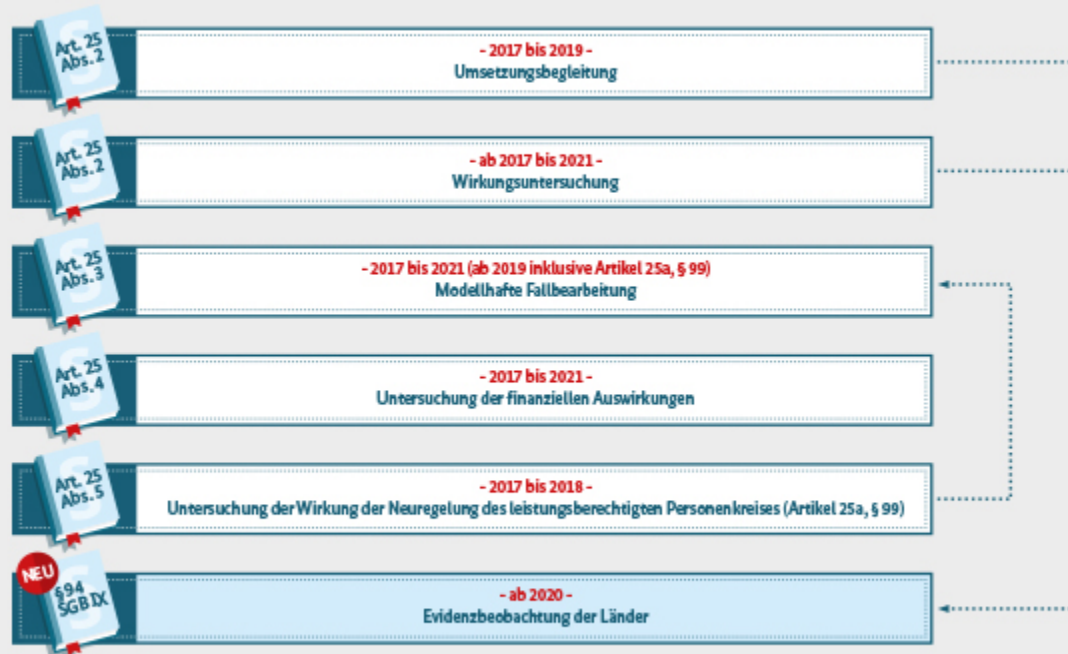 Art. 25
Abs. 2
- 2017 bis 2019 -
Umsetzungsbegleitung
Art. 25
Abs. 2
- ab 2017 bis 2021 -
Wirkungsuntersuchung
Art. 25
Abs. 3
- 2017 bis 2021 (ab 2019 inklusive Artikel 25a, § 99)
Modellhafte Fallbearbeitung
Art. 25
Abs. 4
- 2017 bis 2021 -
Untersuchung der finanziellen Auswirkungen
Art. 25
Abs. 5
- 2017 bis 2018 -
Untersuchung der Wirkung der Neuregelung des leistungsberechtigten Personenkreises (Artikel 25a, § 99)
NEU
§ 94
SGB IX
- ab 2020 -
Evidenzbeobachtung der Länder